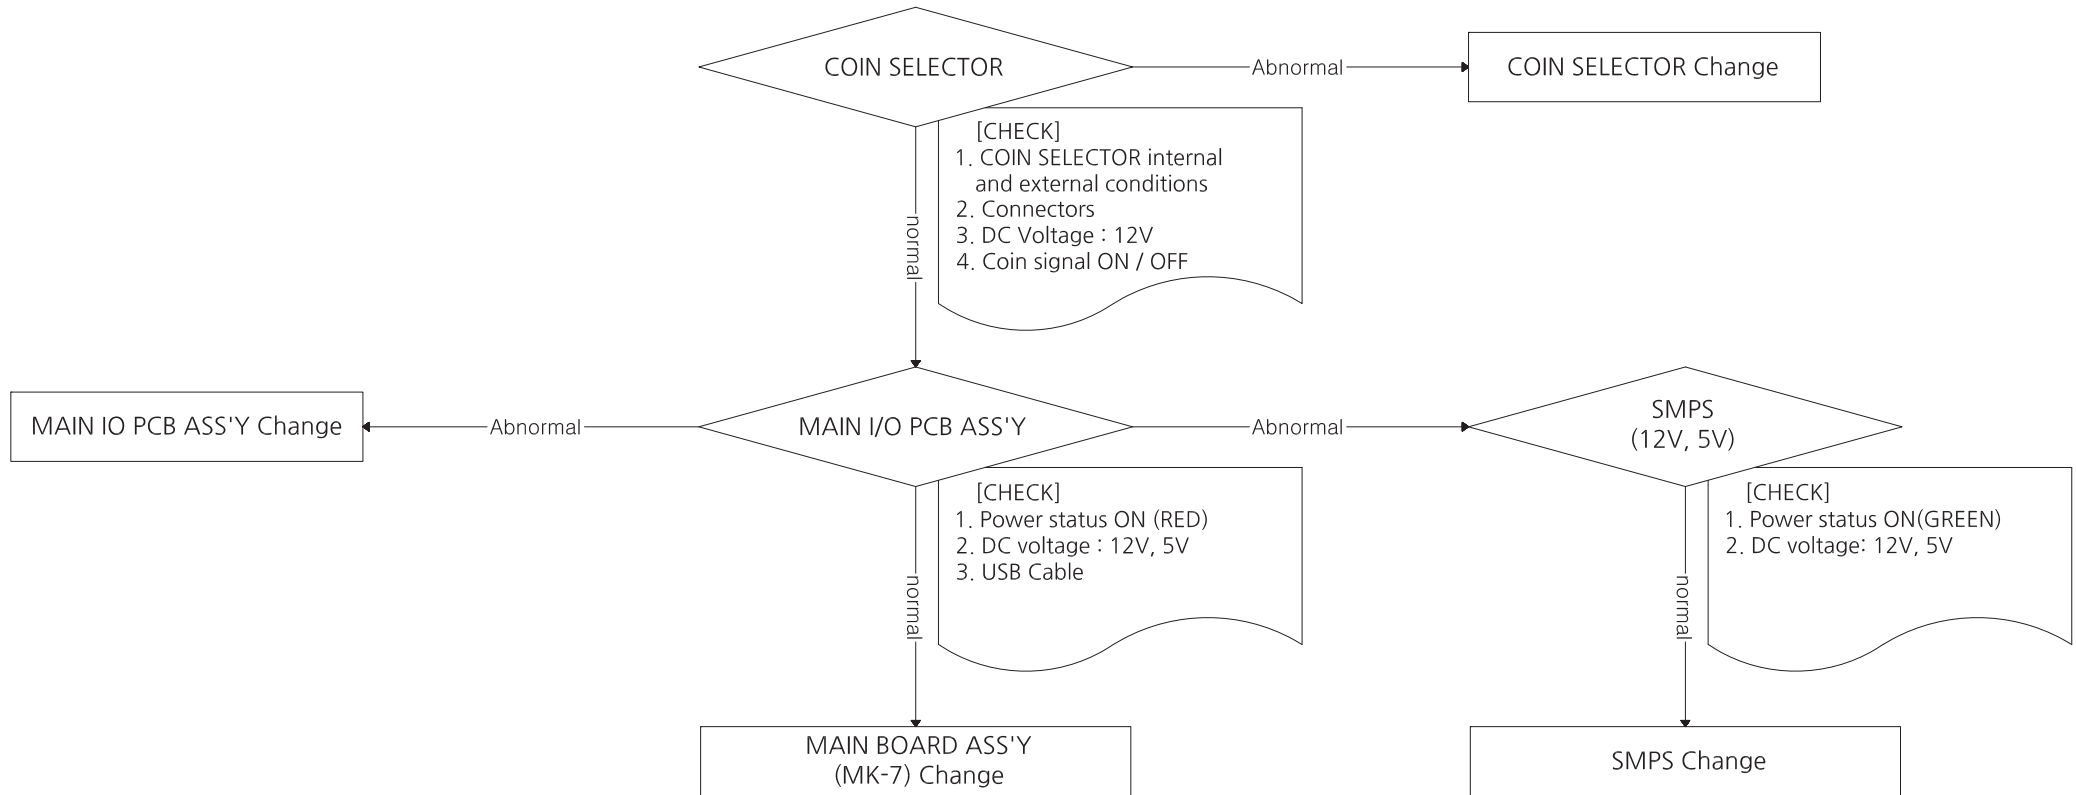 COIN SELECTOR
Abnormal
COIN SELECTOR Change
[CHECK]
1. COIN SELECTOR internal
and external conditions
2. Connectors
3. DC Voltage : 12V
4. Coin signal ON / OFF
normal
MAIN IO PCB ASS'Y Change
Abnormal
MAIN I/O PCB ASS'Y
Abnormal
SMPS
(12V, 5V)
[CHECK]
1. Power status ON (RED)
2. DC voltage : 12V, 5V
3. USB Cable
normal
[CHECK]
1. Power status ON(GREEN)
2. DC voltage: 12V, 5V
normal
MAIN BOARD ASS'Y
(MK-7) Change
SMPS Change